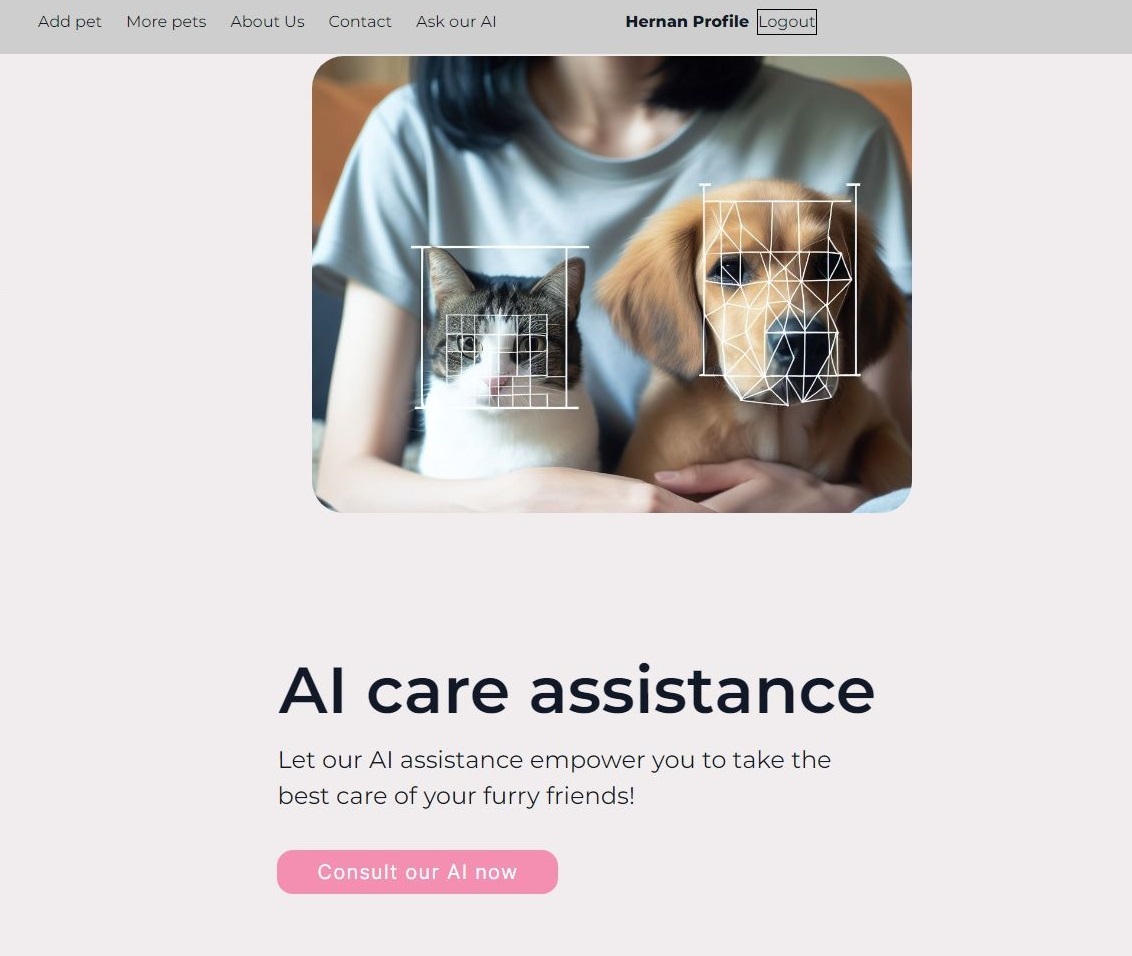 Add pet More pets About Us Contact Ask our AI Hernan Profile Logout
AI care assistance
Let our AI assistance empower you to take the
best care of your furry friends!
Consult our AI now